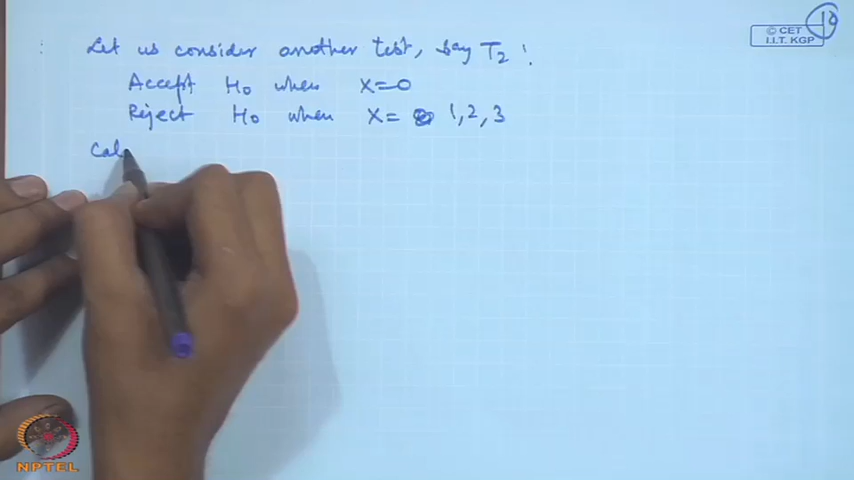 Let us consider another test, say T2 :
Accept H0 when X=0
Reject H0 when X= 1,2,3
Cal
© CET
I.I.T. KGP
10
NPTEL